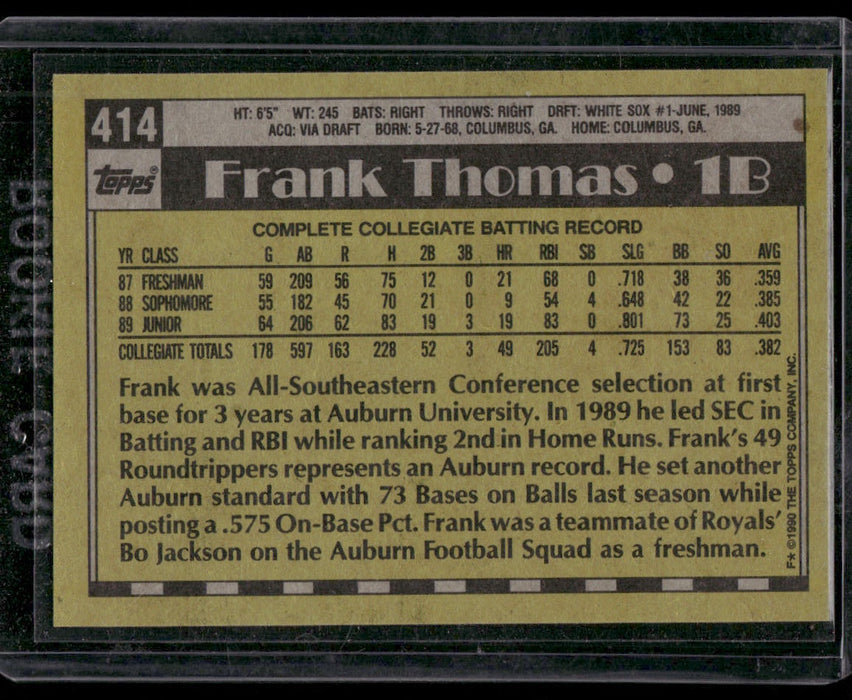 414
HT: 6'5" WT: 245 BATS: RIGHT THROWS: RIGHT DRFT: WHITE SOX #1-JUNE, 1989
ACQ: VIA DRAFT BORN: 5-27-68, COLUMBUS, GA. HOME: COLUMBUS, GA.
topps®
Frank Thomas • 1B
COMPLETE COLLEGIATE BATTING RECORD
YR CLASS G AB R H 2B 3B HR RBI SB SLG BB SO AVG
87 FRESHMAN 59 209 56 75 12 0 21 68 0 .718 38 36 .359
88 SOPHOMORE 55 182 45 70 21 0 9 54 4 .648 42 22 .385
89 JUNIOR 64 206 62 83 19 3 19 83 0 .801 73 25 .403
COLLEGIATE TOTALS 178 597 163 228 52 3 49 205 4 .725 153 83 .382
Frank was All-Southeastern Conference selection at first
base for 3 years at Auburn University. In 1989 he led SEC in
Batting and RBI while ranking 2nd in Home Runs. Frank's 49
Roundtrippers represents an Auburn record. He set another
Auburn standard with 73 Bases on Balls last season while
posting a .575 On-Base Pct. Frank was a teammate of Royals'
Bo Jackson on the Auburn Football Squad as a freshman.
F* ©1990 THE TOPPS COMPANY, INC.
ROOKIE CARD